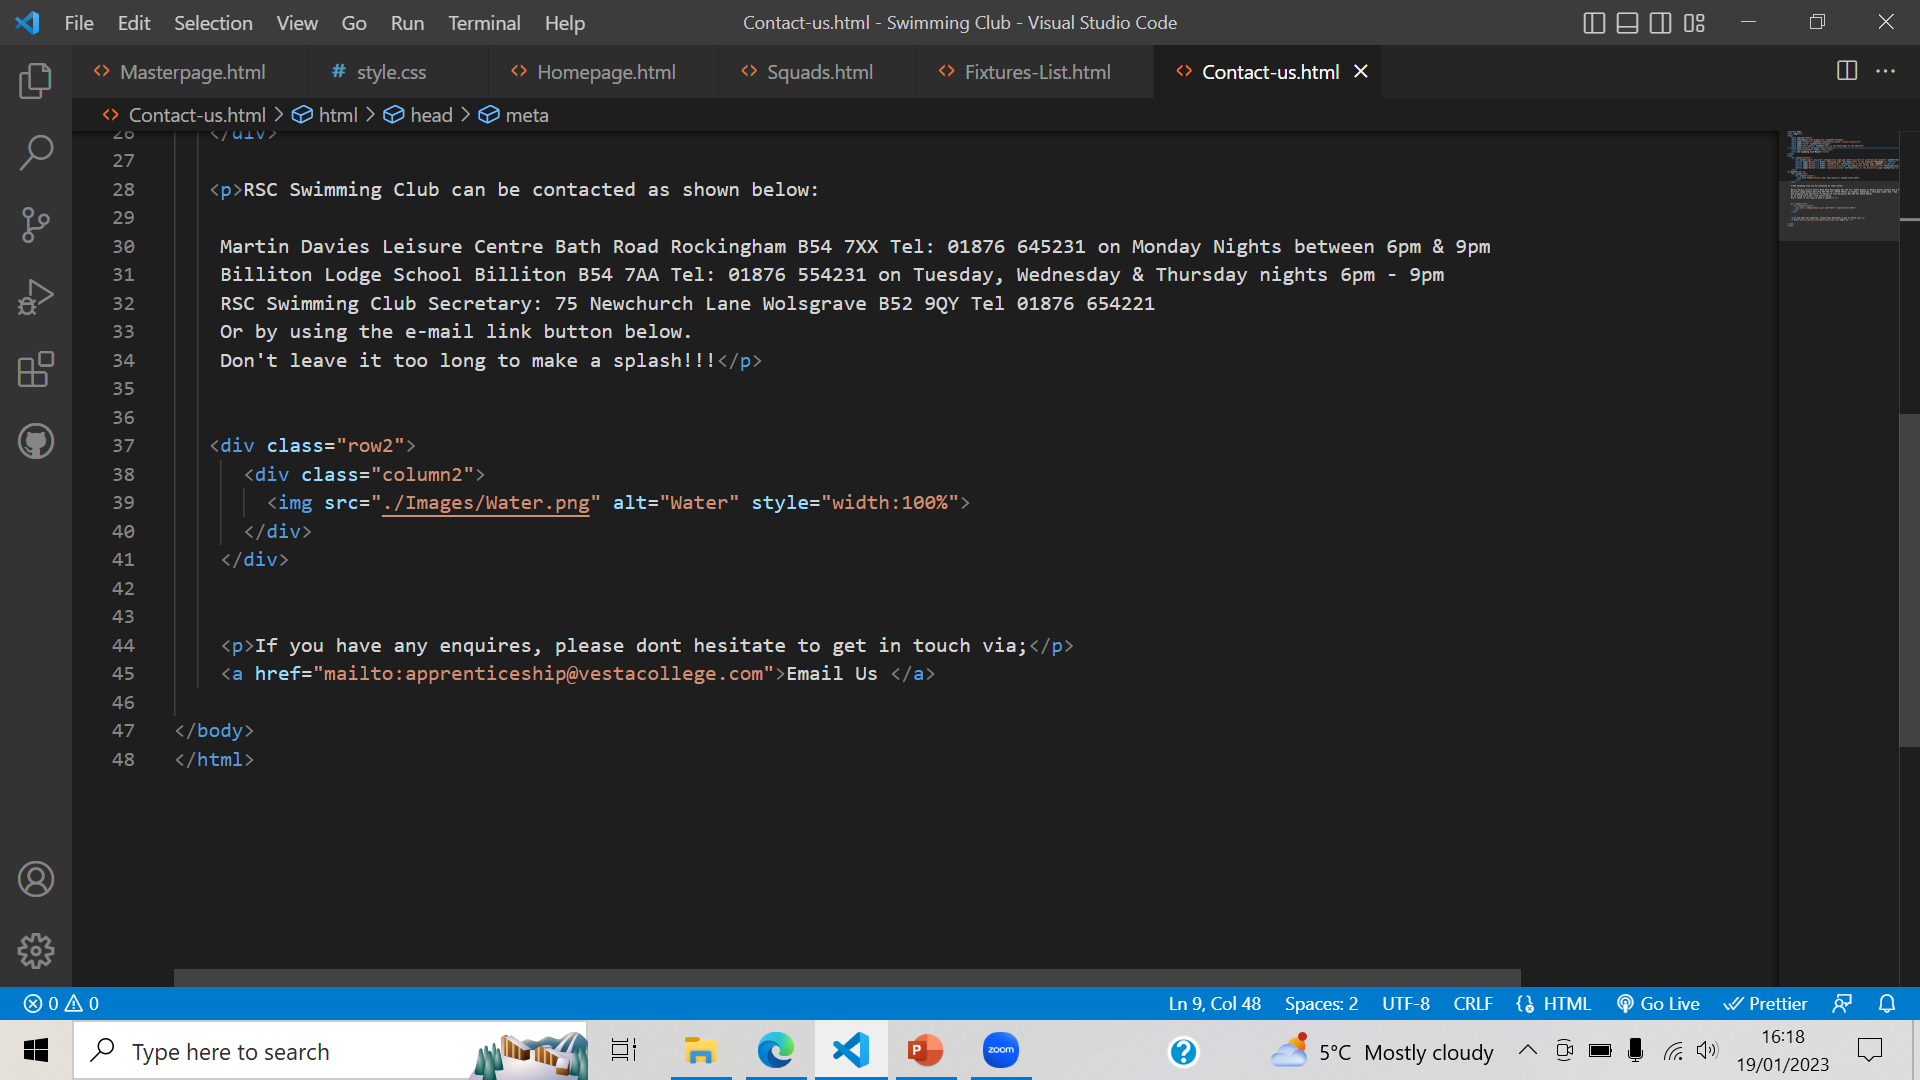 File Edit Selection View Go Run Terminal Help Contact-us.html - Swimming Club - Visual Studio Code
Masterpage.html # style.css Homepage.html Squads.html Fixtures-List.html Contact-us.html
Contact-us.html > html > head > meta
26 </div>
27
28 <p>RSC Swimming Club can be contacted as shown below:
29
30 Martin Davies Leisure Centre Bath Road Rockingham B54 7XX Tel: 01876 645231 on Monday Nights between 6pm & 9pm
31 Billiton Lodge School Billiton B54 7AA Tel: 01876 554231 on Tuesday, Wednesday & Thursday nights 6pm - 9pm
32 RSC Swimming Club Secretary: 75 Newchurch Lane Wolsgrave B52 9QY Tel 01876 654221
33 Or by using the e-mail link button below.
34 Don't leave it too long to make a splash!!!</p>
35
36
37 <div class="row2">
38 <div class="column2">
39 <img src="./Images/Water.png" alt="Water" style="width:100%">
40 </div>
41 </div>
42
43
44 <p>If you have any enquires, please dont hesitate to get in touch via;</p>
45 <a href="mailto:apprenticeship@vestacollege.com">Email Us </a>
46
47 </body>
48 </html>
0 0 Ln 9, Col 48 Spaces: 2 UTF-8 CRLF HTML Go Live Prettier
Type here to search P zoom ? 5°C Mostly cloudy 16:18
19/01/2023